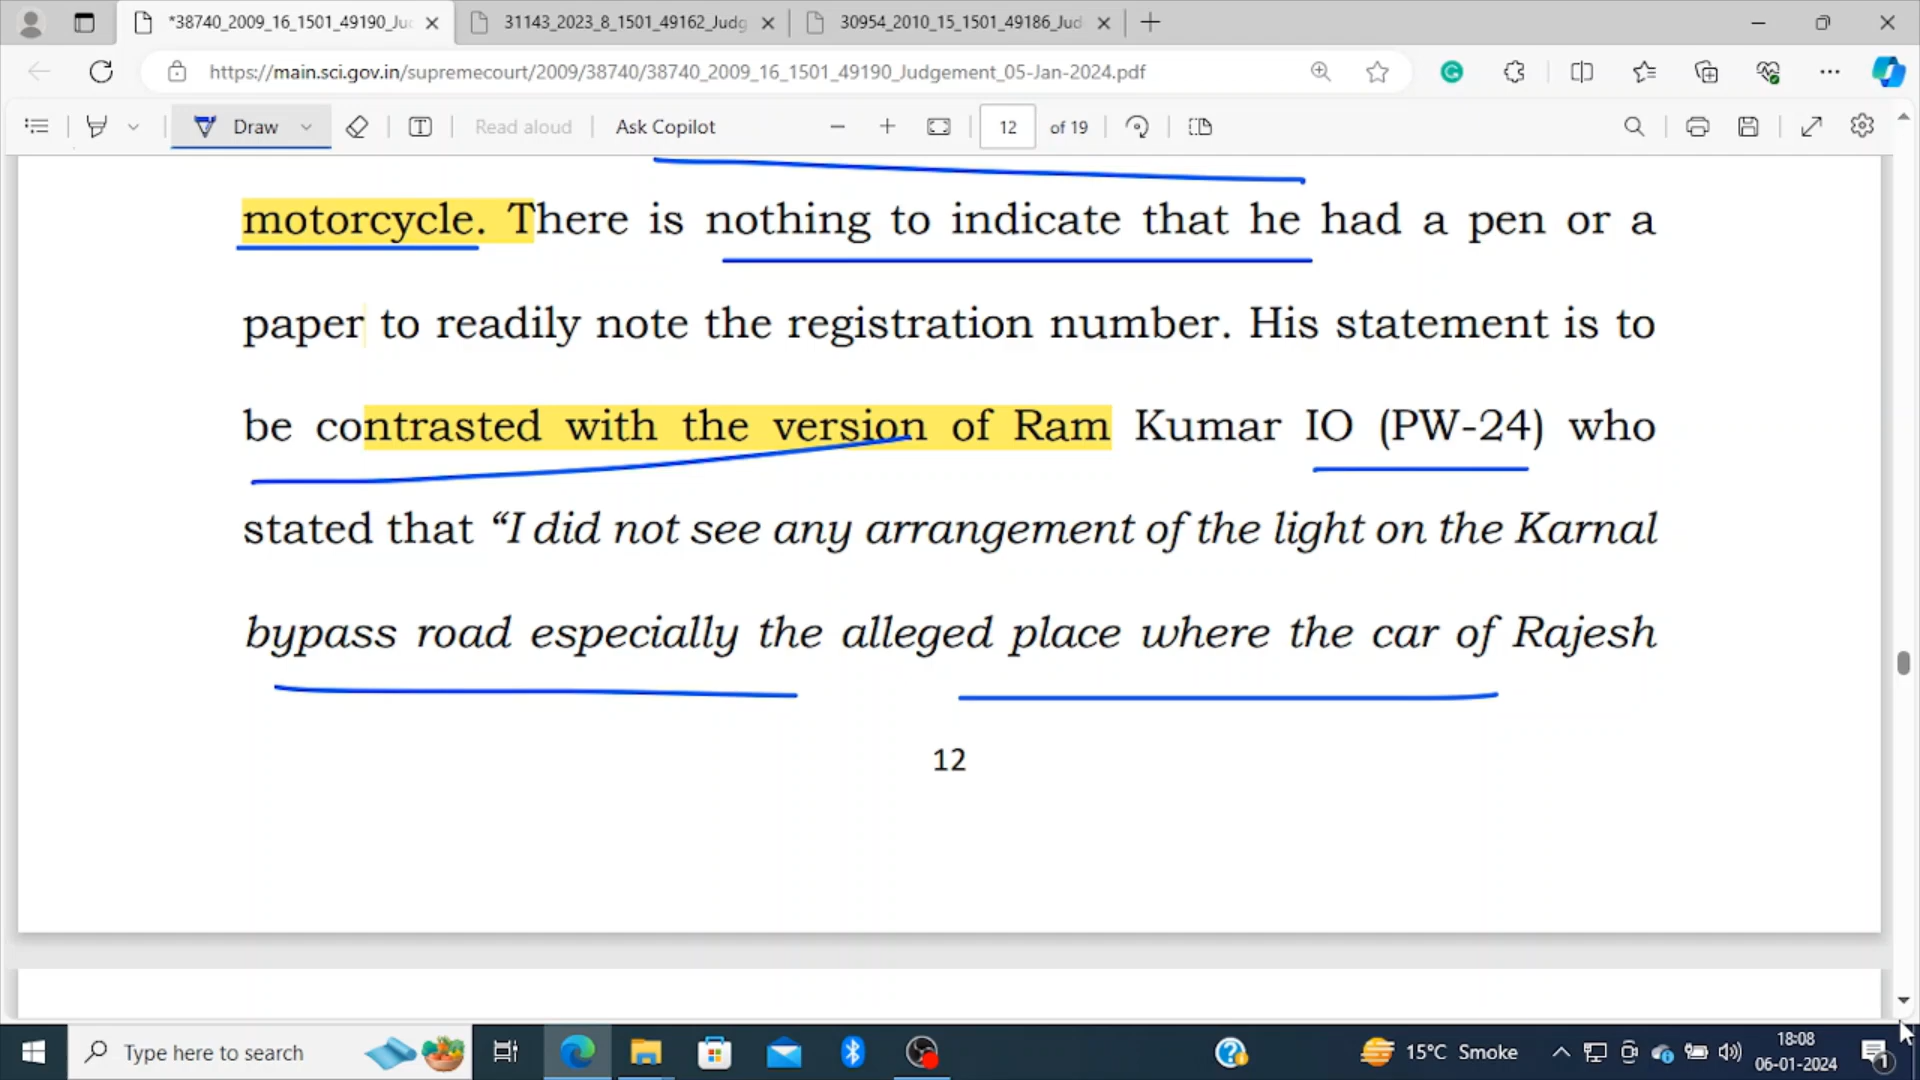 *38740_2009_16_1501_49190_Ju
31143_2023_8_1501_49162_Judg
30954_2010_15_1501_49186_Jud
https://main.sci.gov.in/supremecourt/2009/38740/38740_2009_16_1501_49190_Judgement_05-Jan-2024.pdf
Draw
Read aloud
Ask Copilot
12 of 19
motorcycle. There is nothing to indicate that he had a pen or a
paper to readily note the registration number. His statement is to
be contrasted with the version of Ram Kumar IO (PW-24) who
stated that “I did not see any arrangement of the light on the Karnal
bypass road especially the alleged place where the car of Rajesh
12
Type here to search
15°C Smoke
18:08
06-01-2024
1